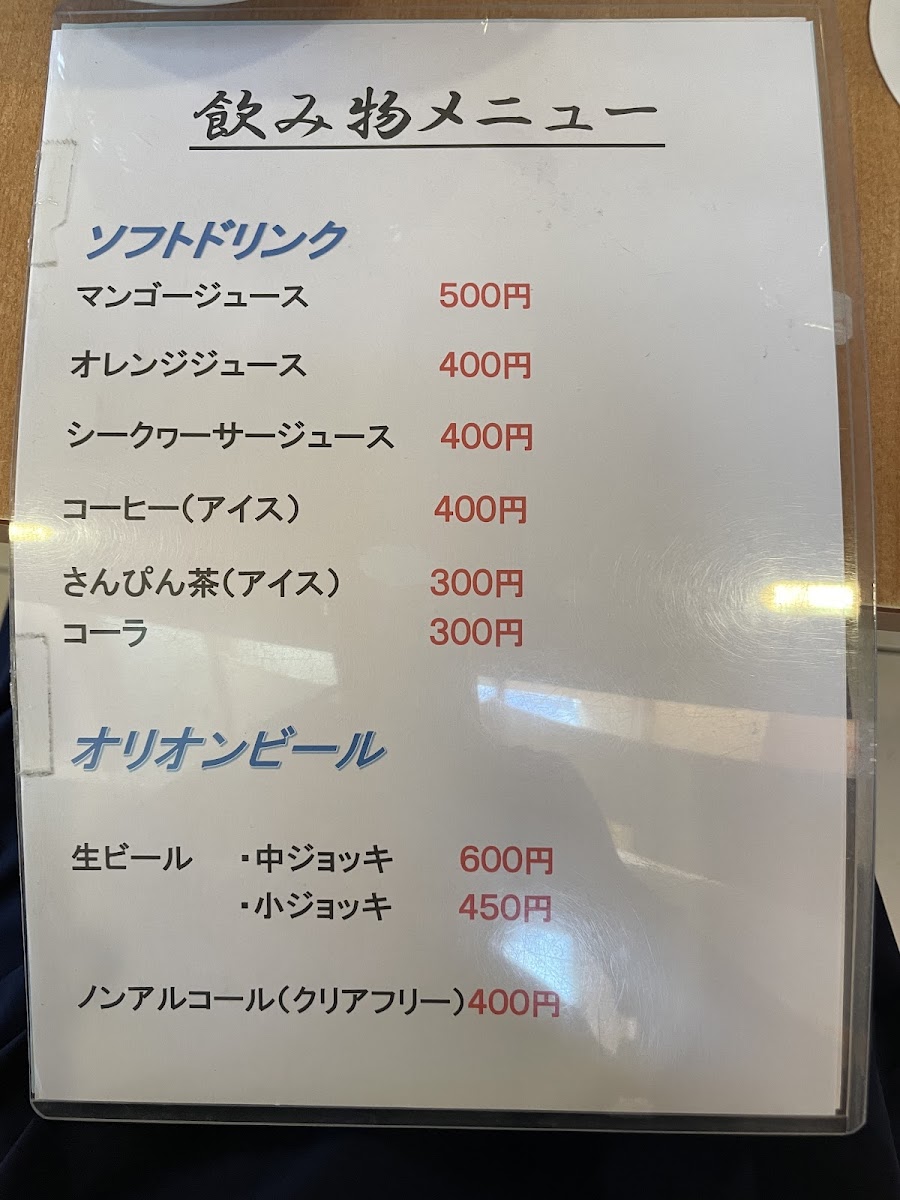 飲み物メニュー
ソフトドリンク
マンゴージュース 500円
オレンジジュース 400円
シークヮーサージュース 400円
コーヒー(アイス) 400円
さんぴん茶(アイス) 300円
コーラ 300円
オリオンビール
生ビール ・中ジョッキ 600円
・小ジョッキ 450円
ノンアルコール(クリアフリー)400円